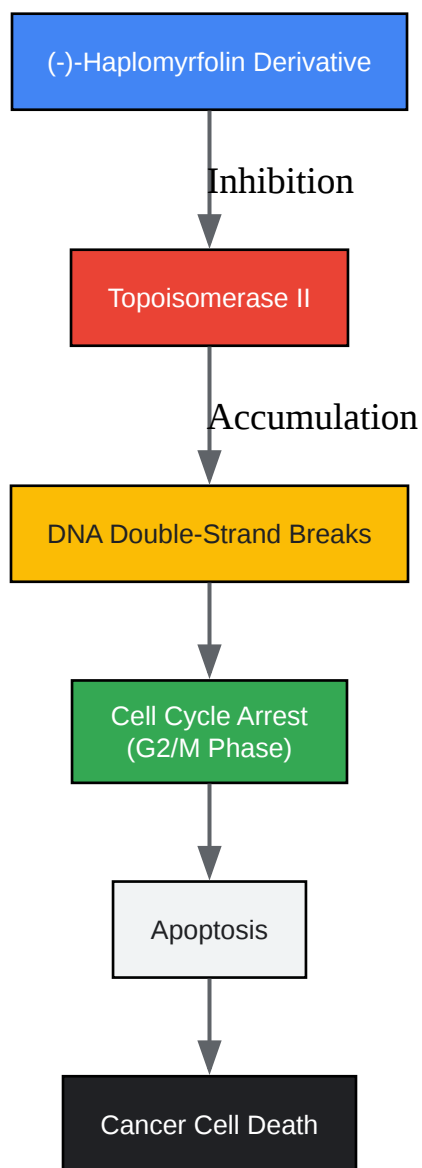 (-)-Haplomyrfolin Derivative
Inhibition
Topoisomerase II
Accumulation
DNA Double-Strand Breaks
Cell Cycle Arrest
(G2/M Phase)
Apoptosis
Cancer Cell Death